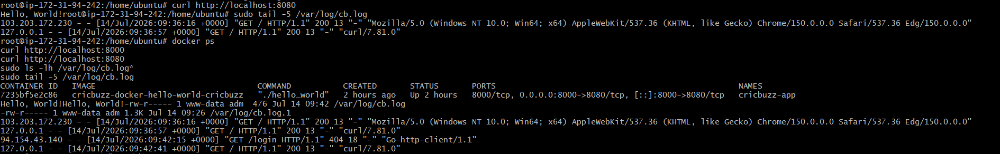 root@ip-172-31-94-242:/home/ubuntu# curl http://localhost:8080
Hello, World!root@ip-172-31-94-242:/home/ubuntu# sudo tail -5 /var/log/cb.log
103.203.172.230 - - [14/Jul/2026:09:36:16 +0000] "GET / HTTP/1.1" 200 13 "-" "Mozilla/5.0 (Windows NT 10.0; Win64; x64) AppleWebKit/537.36 (KHTML, like Gecko) Chrome/150.0.0.0 Safari/537.36 Edg/150.0.0.0"
127.0.0.1 - - [14/Jul/2026:09:36:57 +0000] "GET / HTTP/1.1" 200 13 "-" "curl/7.81.0"
root@ip-172-31-94-242:/home/ubuntu# docker ps
curl http://localhost:8000
curl http://localhost:8080
sudo ls -lh /var/log/cb.log*
sudo tail -5 /var/log/cb.log
CONTAINER ID   IMAGE                                   COMMAND           CREATED       STATUS       PORTS                                                   NAMES
7235bf5e2c86   cricbuzz-docker-hello-world-cricbuzz   "./hello_world"   2 hours ago   Up 2 hours   8000/tcp, 0.0.0.0:8000->8080/tcp, [::]:8000->8080/tcp   cricbuzz-app
Hello, World!Hello, World!-rw-r----- 1 www-data adm  476 Jul 14 09:42 /var/log/cb.log
-rw-r----- 1 www-data adm 1.3K Jul 14 09:26 /var/log/cb.log.1
103.203.172.230 - - [14/Jul/2026:09:36:16 +0000] "GET / HTTP/1.1" 200 13 "-" "Mozilla/5.0 (Windows NT 10.0; Win64; x64) AppleWebKit/537.36 (KHTML, like Gecko) Chrome/150.0.0.0 Safari/537.36 Edg/150.0.0.0"
127.0.0.1 - - [14/Jul/2026:09:36:57 +0000] "GET / HTTP/1.1" 200 13 "-" "curl/7.81.0"
94.154.43.140 - - [14/Jul/2026:09:42:15 +0000] "GET /login HTTP/1.1" 404 18 "-" "Go-http-client/1.1"
127.0.0.1 - - [14/Jul/2026:09:42:41 +0000] "GET / HTTP/1.1" 200 13 "-" "curl/7.81.0"